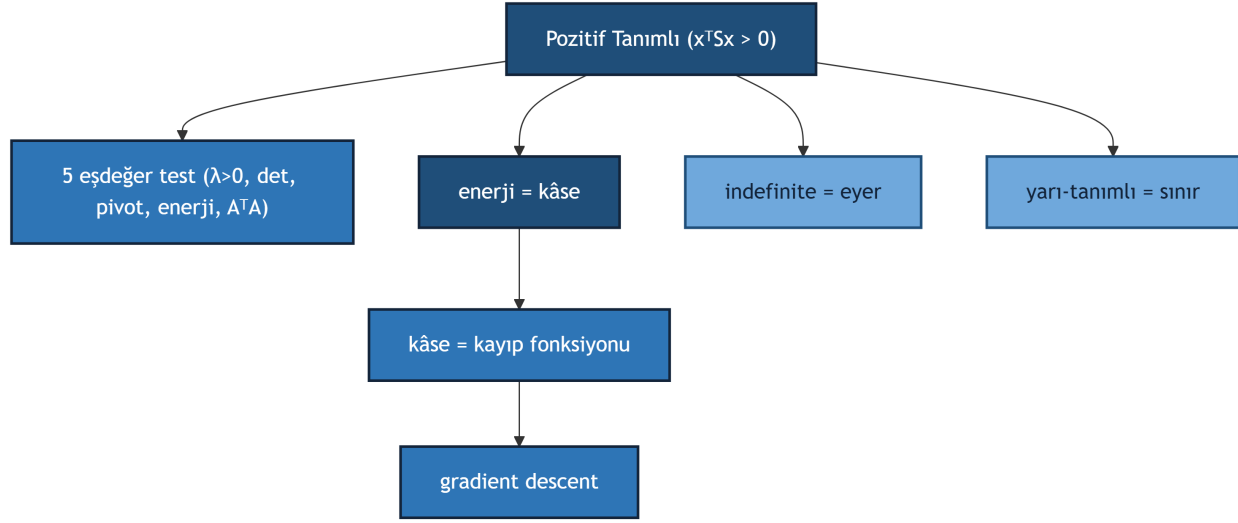 Pozitif Tanımlı (xᵀSx > 0)
5 eşdeğer test (λ>0, det,
pivot, enerji, AᵀA)
enerji = kâse
indefinite = eyer
yarı-tanımlı = sınır
kâse = kayıp fonksiyonu
gradient descent